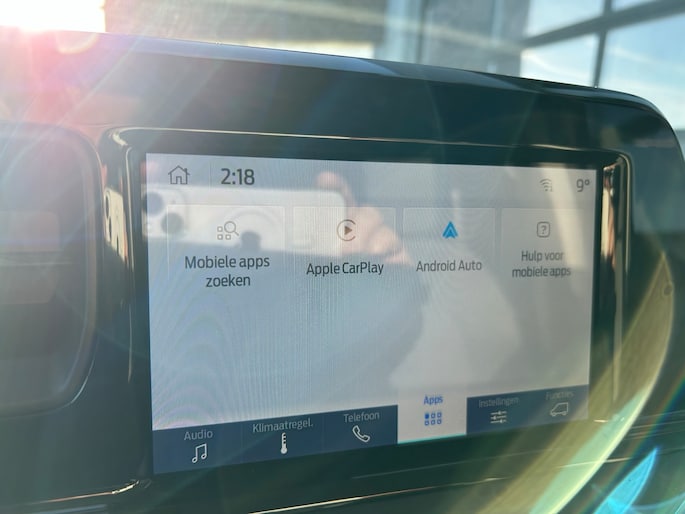 2:18
9°
Mobiele apps
zoeken
Apple CarPlay
Android Auto
Hulp voor
mobiele apps
Audio
Klimaatregel.
Telefoon
Apps
Instellingen
Functies